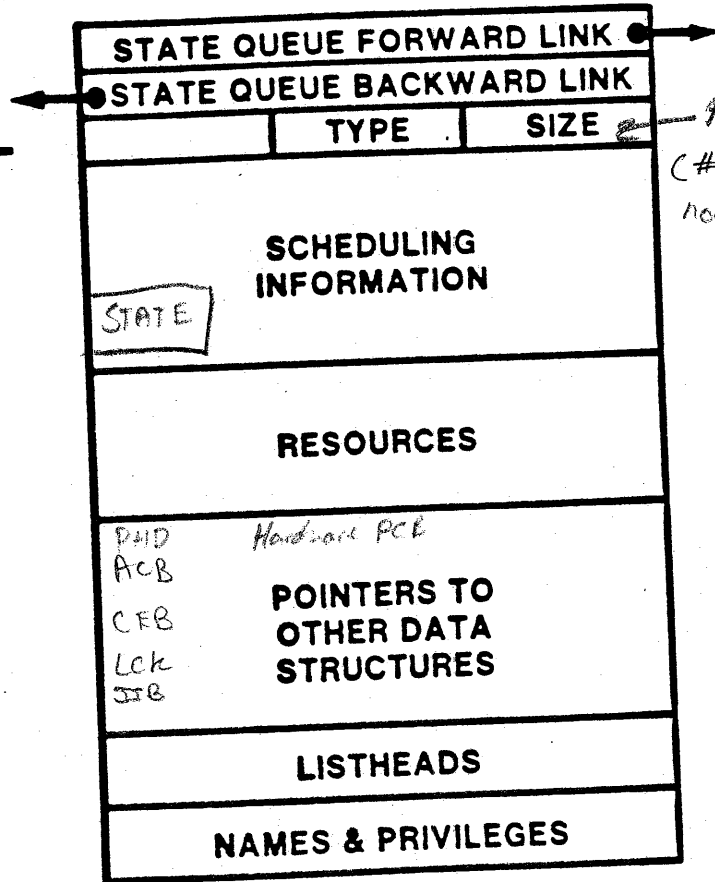 STATE QUEUE FORWARD LINK
STATE QUEUE BACKWARD LINK
TYPE SIZE
(#
SCHEDULING
INFORMATION
STATE
RESOURCES
PHD Hardware PCB
ACB
POINTERS TO
CEB
OTHER DATA
LCK
STRUCTURES
JIB
LISTHEADS
NAMES & PRIVILEGES